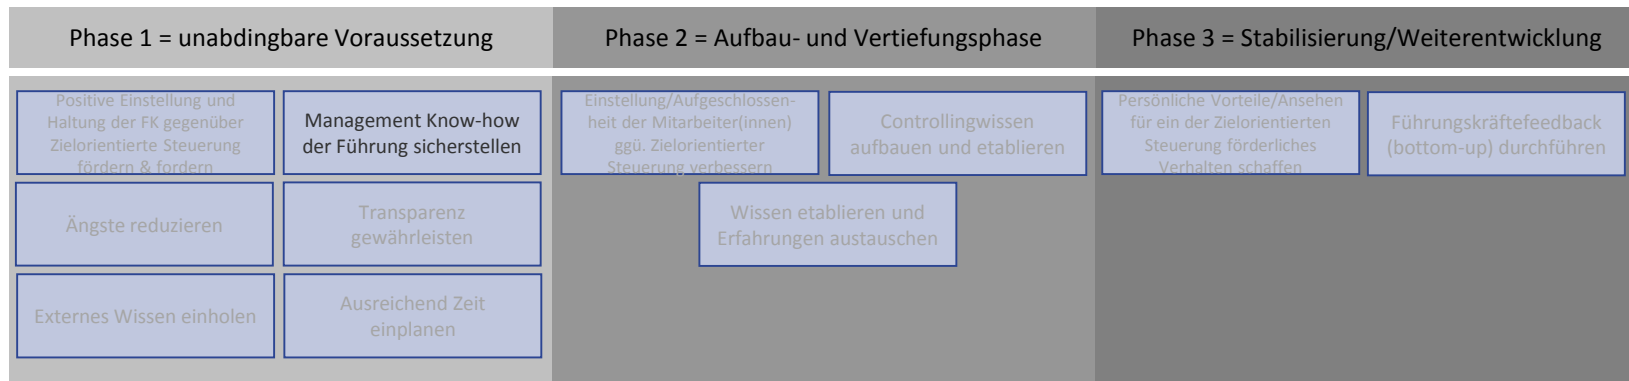 Phase 1 = unabdingbare Voraussetzung
Phase 2 = Aufbau- und Vertiefungsphase
Phase 3 = Stabilisierung/Weiterentwicklung
Positive Einstellung und
Haltung der FK gegenüber
Zielorientierte Steuerung
fördern & fordern
Management Know-how
der Führung sicherstellen
Ängste reduzieren
Transparenz
gewährleisten
Externes Wissen einholen
Ausreichend Zeit
einplanen
Einstellung/Aufgeschlossen-
heit der Mitarbeiter(innen)
ggü. Zielorientierter
Steuerung verbessern
Controllingwissen
aufbauen und etablieren
Wissen etablieren und
Erfahrungen austauschen
Persönliche Vorteile/Ansehen
für ein der Zielorientierten
Steuerung förderliches
Verhalten schaffen
Führungskräftefeedback
(bottom-up) durchführen